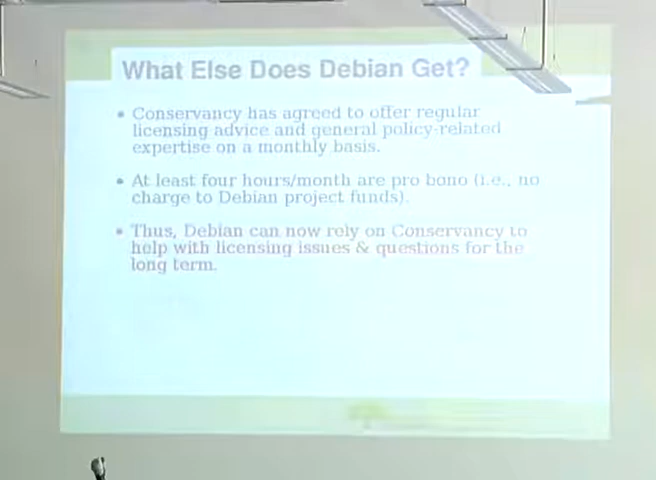 What Else Does Debian Get?
• Conservancy has agreed to offer regular
licensing advice and general policy-related
expertise on a monthly basis.
• At least four hours/month are pro bono (i.e., no
charge to Debian project funds).
• Thus, Debian can now rely on Conservancy to
help with licensing issues & questions for the
long term.